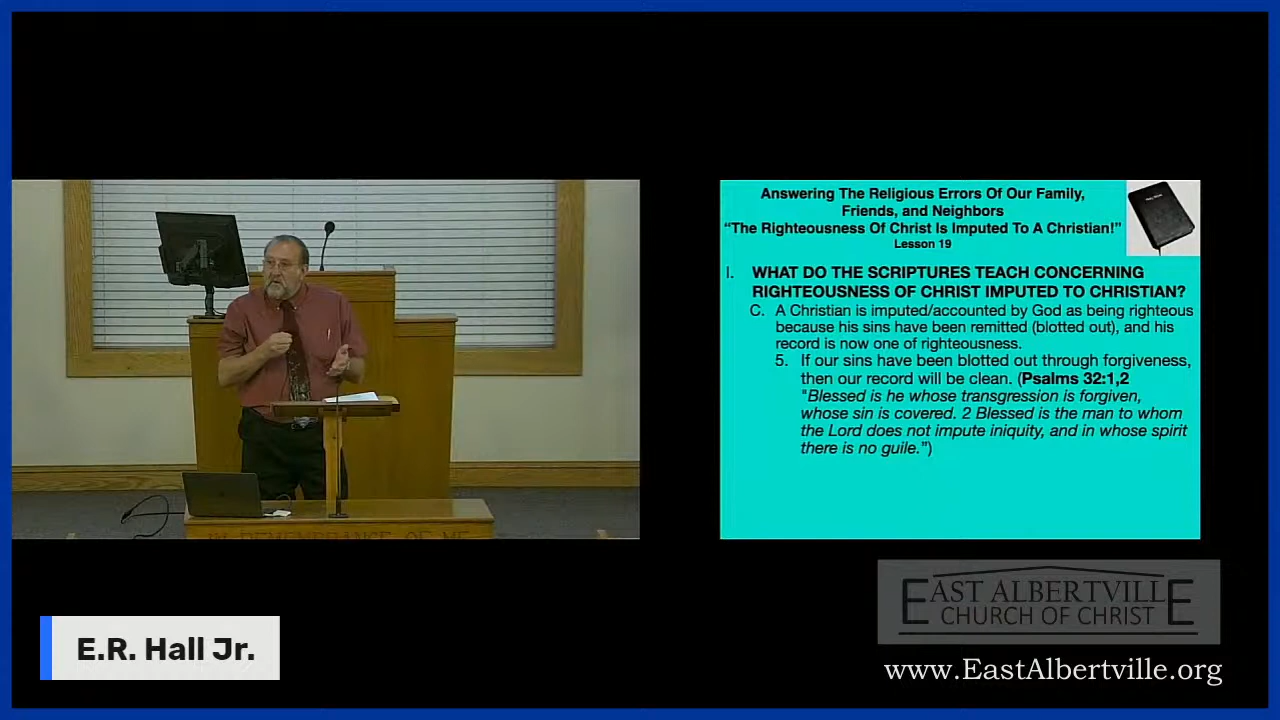 Answering The Religious Errors Of Our Family,
Friends, and Neighbors
“The Righteousness Of Christ Is Imputed To A Christian!”
Lesson 19
I. WHAT DO THE SCRIPTURES TEACH CONCERNING
RIGHTEOUSNESS OF CHRIST IMPUTED TO CHRISTIAN?
C. A Christian is imputed/accounted by God as being righteous
because his sins have been remitted (blotted out), and his
record is now one of righteousness.
5. If our sins have been blotted out through forgiveness,
then our record will be clean. (Psalms 32:1,2
"Blessed is he whose transgression is forgiven,
whose sin is covered. 2 Blessed is the man to whom
the Lord does not impute iniquity, and in whose spirit
there is no guile.”)
IN REMEMBRANCE OF ME
E.R. Hall Jr.
EAST ALBERTVILLE
CHURCH OF CHRIST
www.EastAlbertville.org